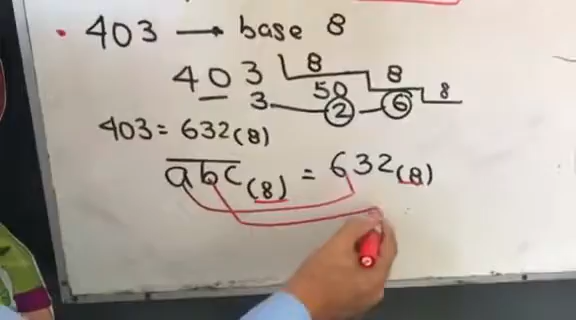 • 403 → base 8
403 | 8
3 50 | 8
2 6 | 8
403 = 632(8)
abc(8) = 632(8)